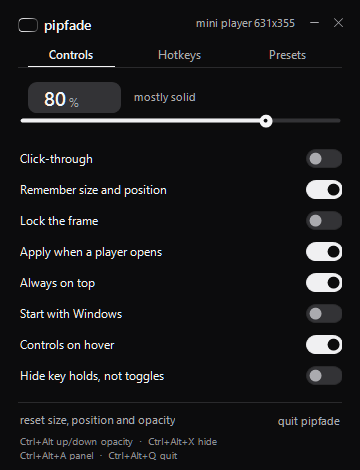 pipfade
mini player 631x355
Controls
Hotkeys
Presets
80 %
mostly solid
Click-through
Remember size and position
Lock the frame
Apply when a player opens
Always on top
Start with Windows
Controls on hover
Hide key holds, not toggles
reset size, position and opacity
quit pipfade
Ctrl+Alt up/down opacity · Ctrl+Alt+X hide
Ctrl+Alt+A panel · Ctrl+Alt+Q quit